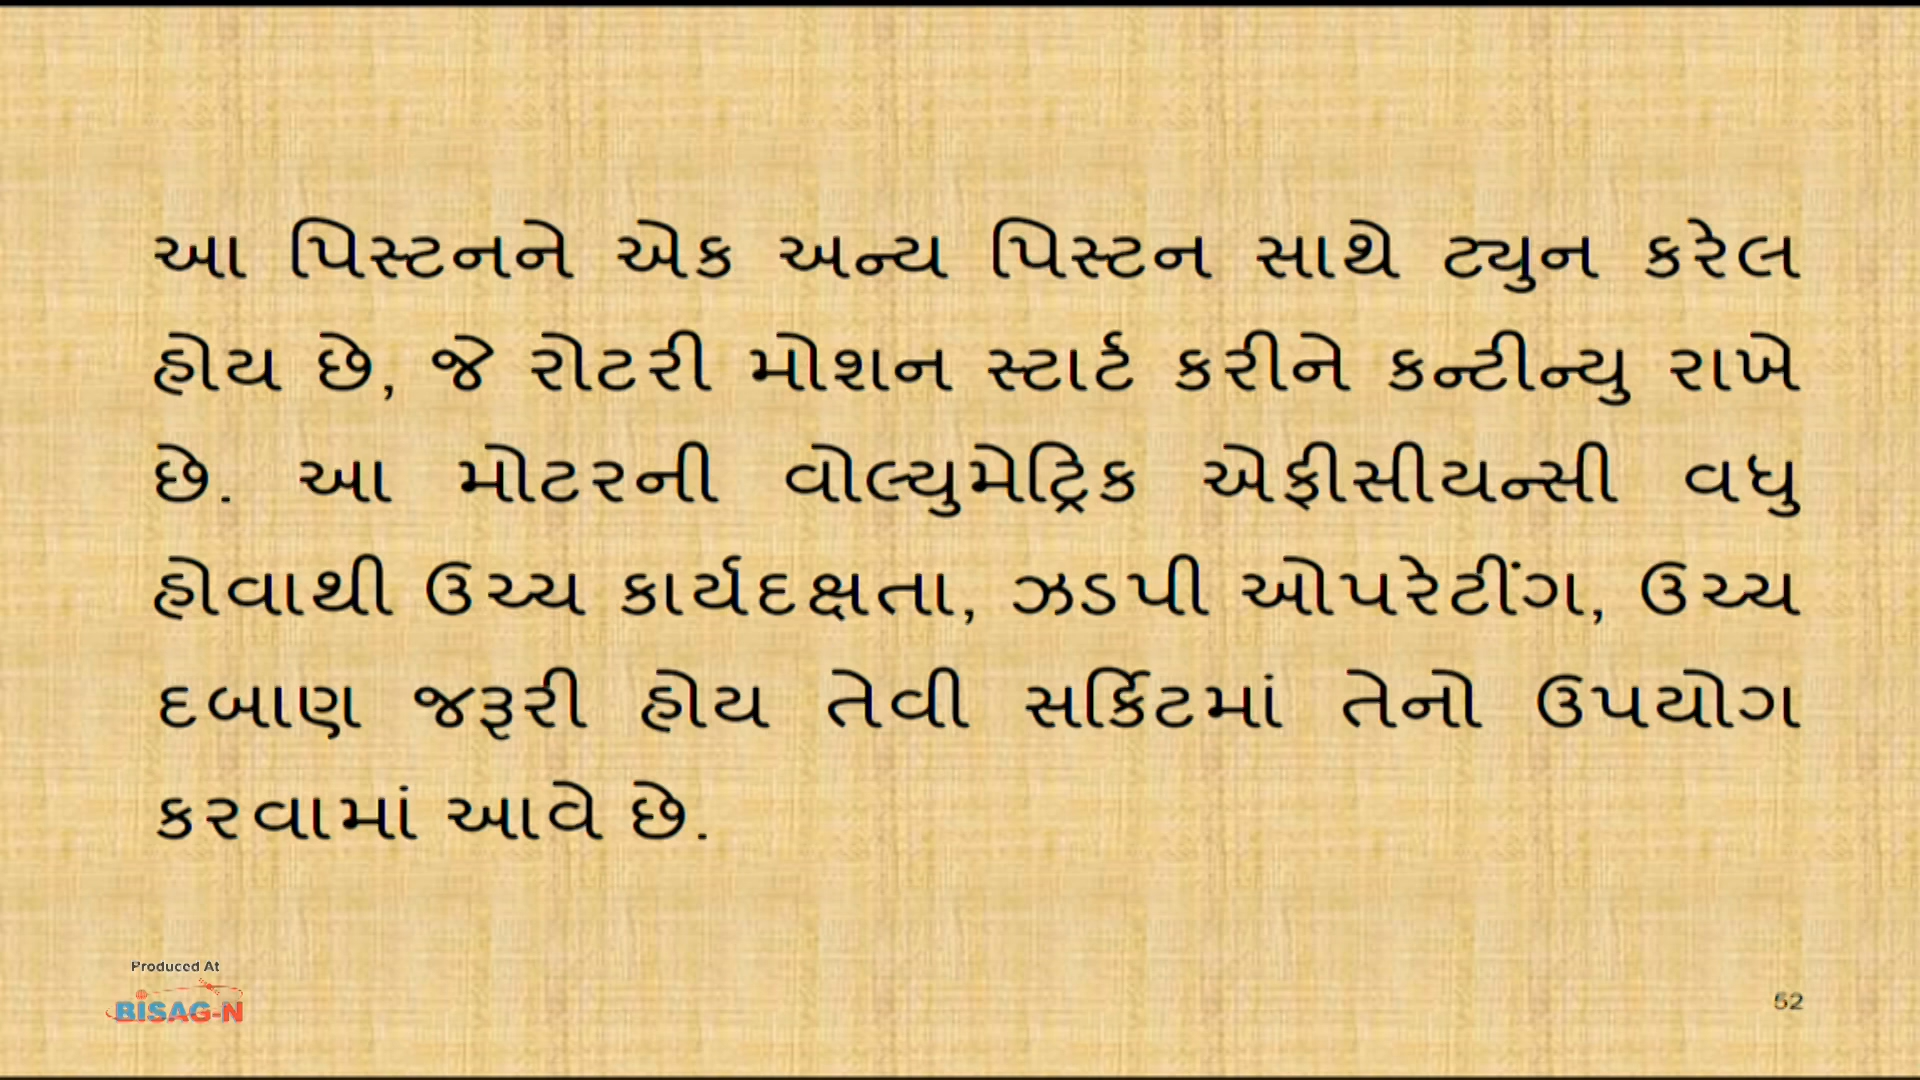 આ પિસ્ટનને એક અન્ય પિસ્ટન સાથે ટ્યુન કરેલ
હોય છે, જે રોટરી મોશન સ્ટાર્ટ કરીને કન્ટીન્યુ રાખે
છે. આ મોટરની વોલ્યુમેટ્રિક એફીસીયન્સી વધુ
હોવાથી ઉચ્ચ કાર્યદક્ષતા, ઝડપી ઓપરેટીંગ, ઉચ્ચ
દબાણ જરૂરી હોય તેવી સર્કિટમાં તેનો ઉપયોગ
કરવામાં આવે છે.
Produced At
BISAG-N
52